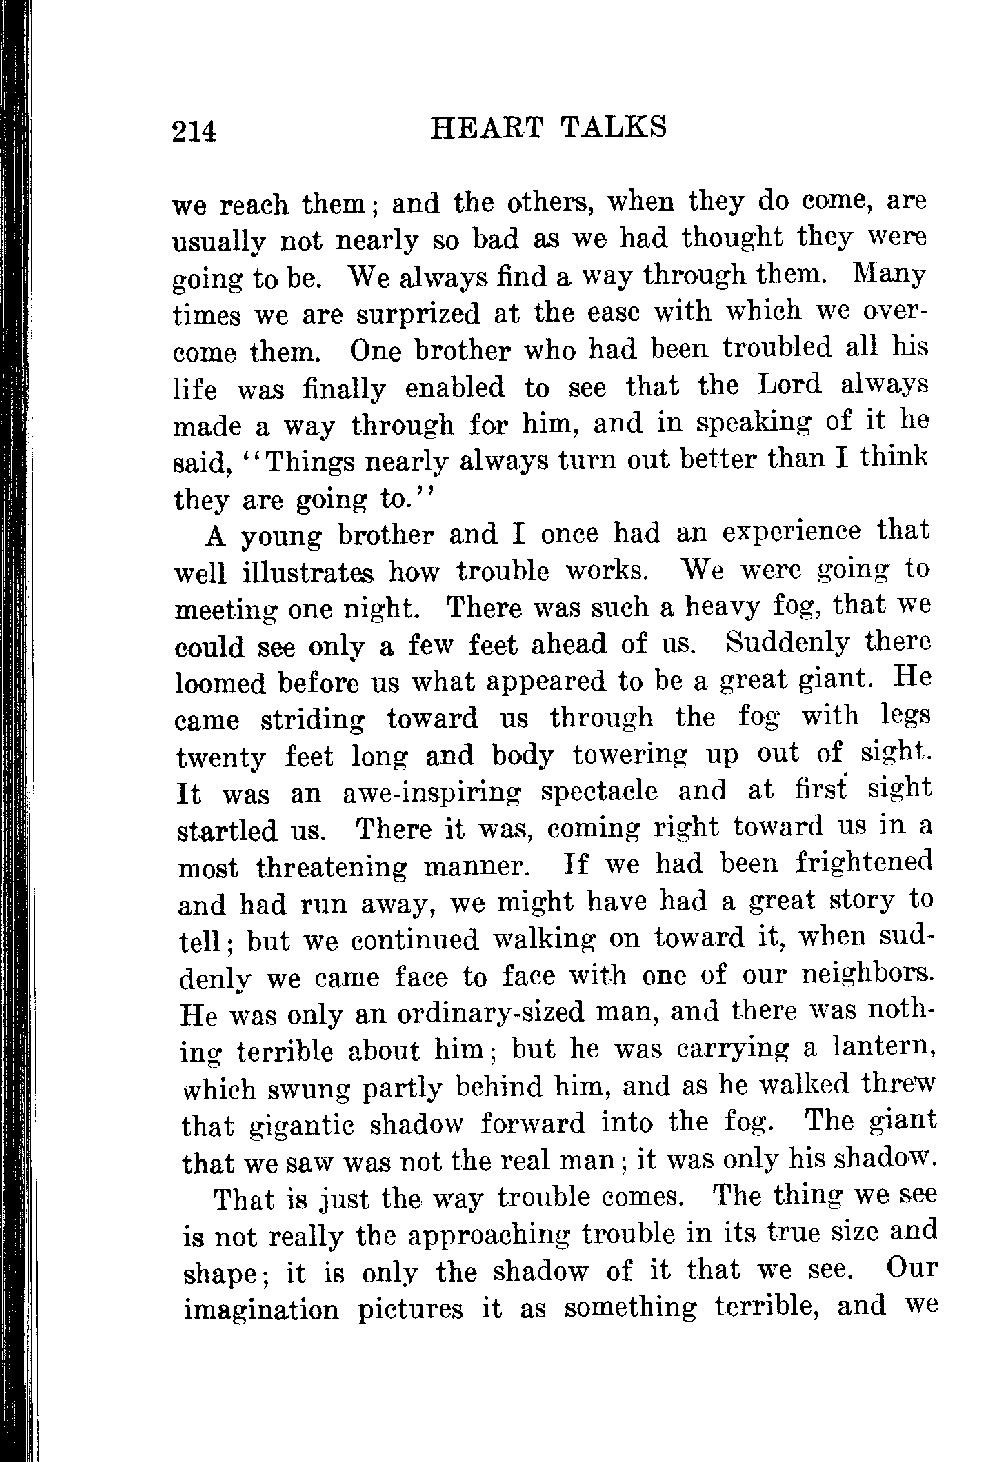 214 HEART TALKS
we reach them; and the others, when they do come, are
usually not nearly so bad as we had thought they were
going to be. We always find a way through them. Many
times we are surprized at the ease with which we over-
come them. One brother who had been troubled all his
life was finally enabled to see that the Lord always
made a way through for him, and in speaking of it he
said, ‘‘Things nearly always turn out better than I think
they are going to.’’
A young brother and I once had an experience that
well illustrates how trouble works. We were going to
meeting one night. There was such a heavy fog, that we
could see only a few feet ahead of us. Suddenly there
loomed before us what appeared to be a great giant. He
came striding toward us through the fog with legs
twenty feet long and body towering up out of sight.
It was an awe-inspiring spectacle and at first sight
startled us. There it was, coming right toward us in a
most threatening manner. If we had been frightened
and had run away, we might have had a great story to
tell; but we continued walking on toward it, when sud-
denly we came face to face with one of our neighbors.
He was only an ordinary-sized man, and there was noth-
ing terrible about him; but he was carrying a lantern,
which swung partly behind him, and as he walked threw
that gigantic shadow forward into the fog. The giant
that we saw was not the real man; it was only his shadow.
That is just the way trouble comes. The thing we see
is not really the approaching trouble in its true size and
shape; it is only the shadow of it that we see. Our
imagination pictures it as something terrible, and we